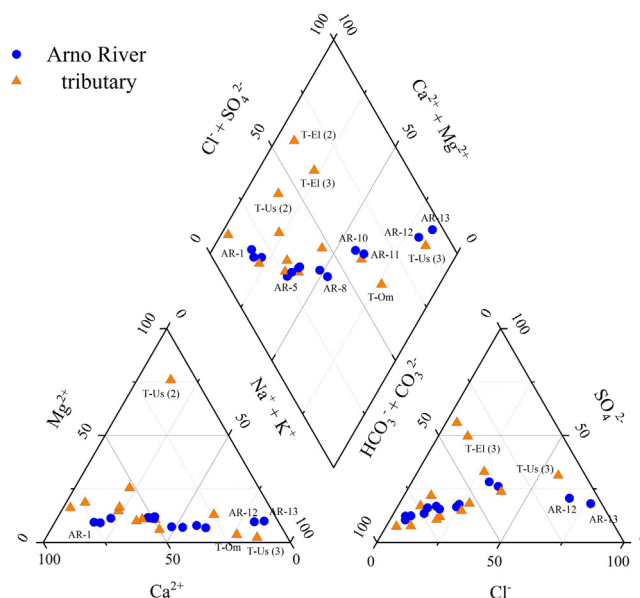 Arno River
tributary
100
100
Cl⁻ + SO₄²⁻
Ca²⁺ + Mg²⁺
50
50
T-El (2)
T-El (3)
T-Us (2)
AR-13
AR-12
AR-10
0
AR-1
AR-11
T-Us (3)
0
AR-5
AR-8
T-Om
100
0
Na⁺ + K⁺
HCO₃⁻ + CO₃²⁻
0
100
Mg²⁺
T-Us (2)
SO₄²⁻
50
50
50
50
T-El (3)
T-Us (3)
AR-12
AR-13
AR-1
T-Om
T-Us (3)
100
100
AR-12
AR-13
0
100
50
0
Ca²⁺
0
50
100
Cl⁻